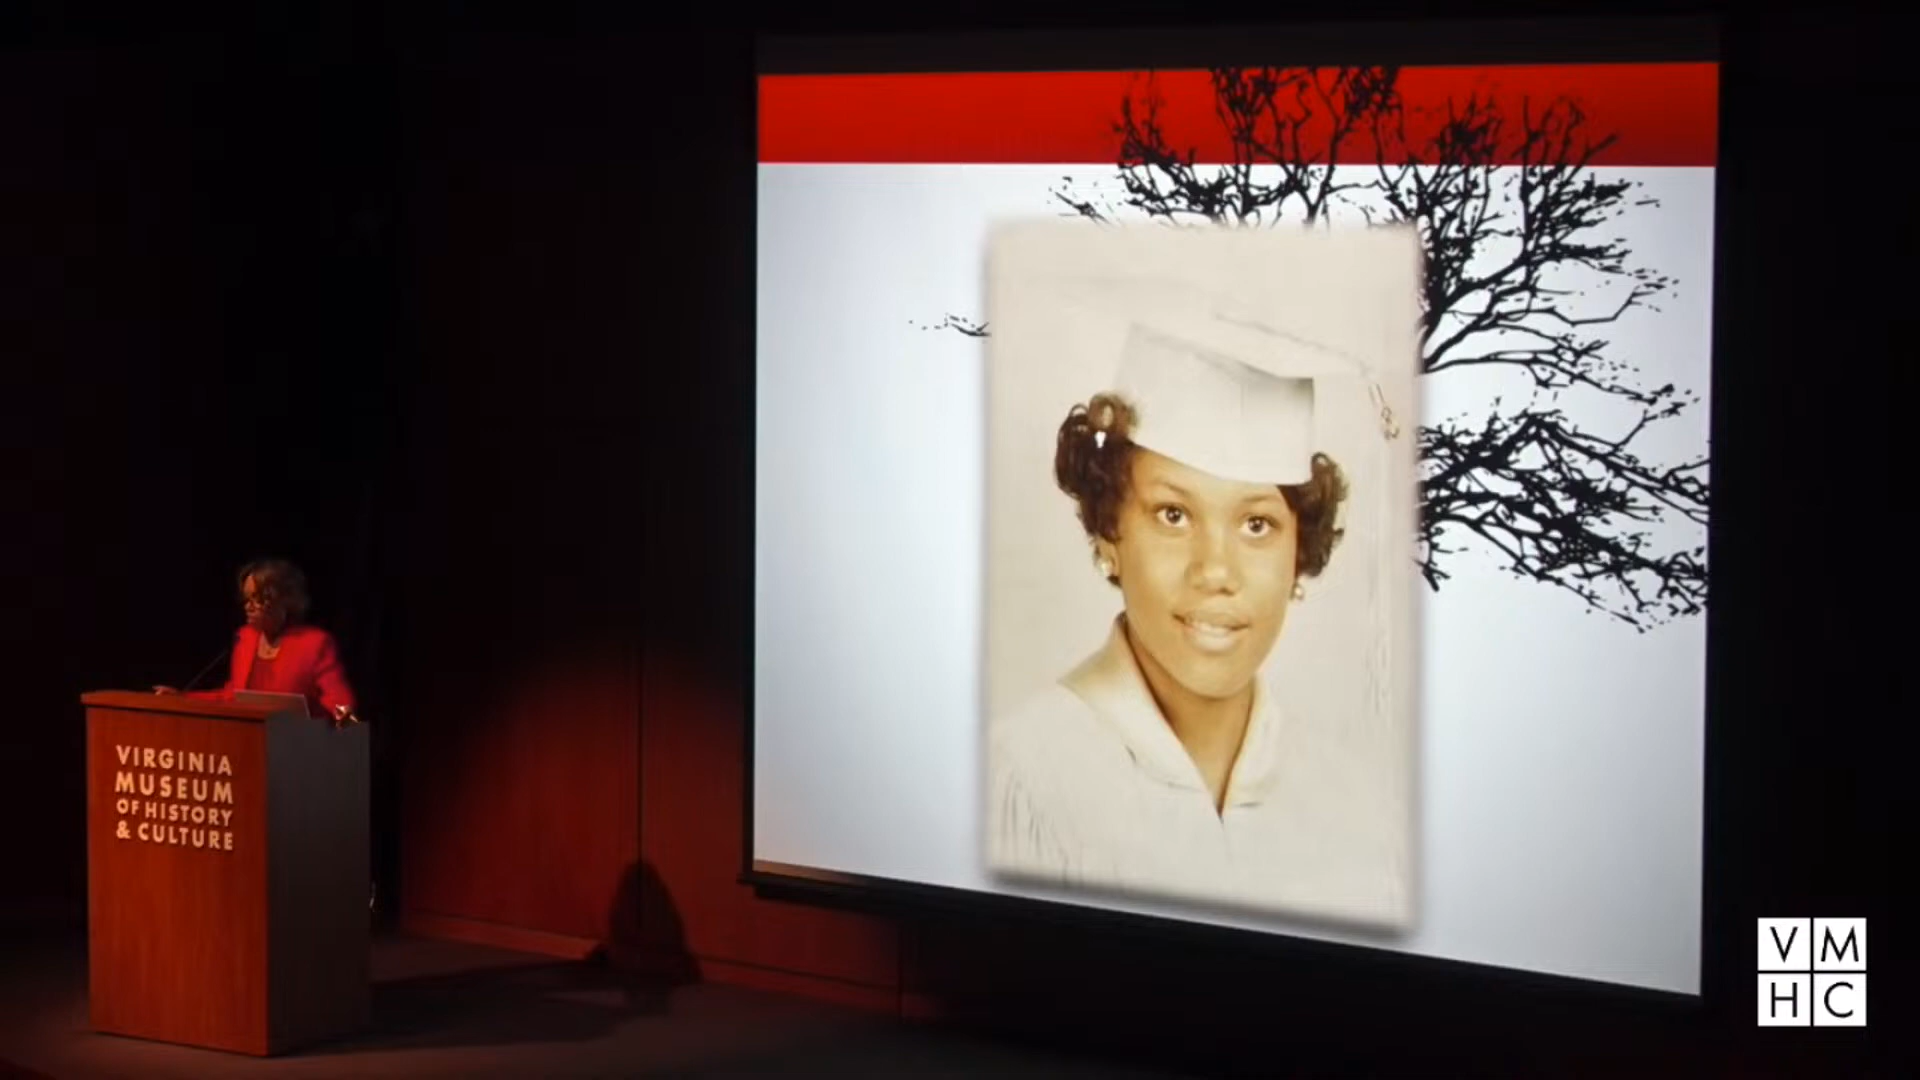 VIRGINIA
MUSEUM
OF HISTORY
& CULTURE
VM
HC